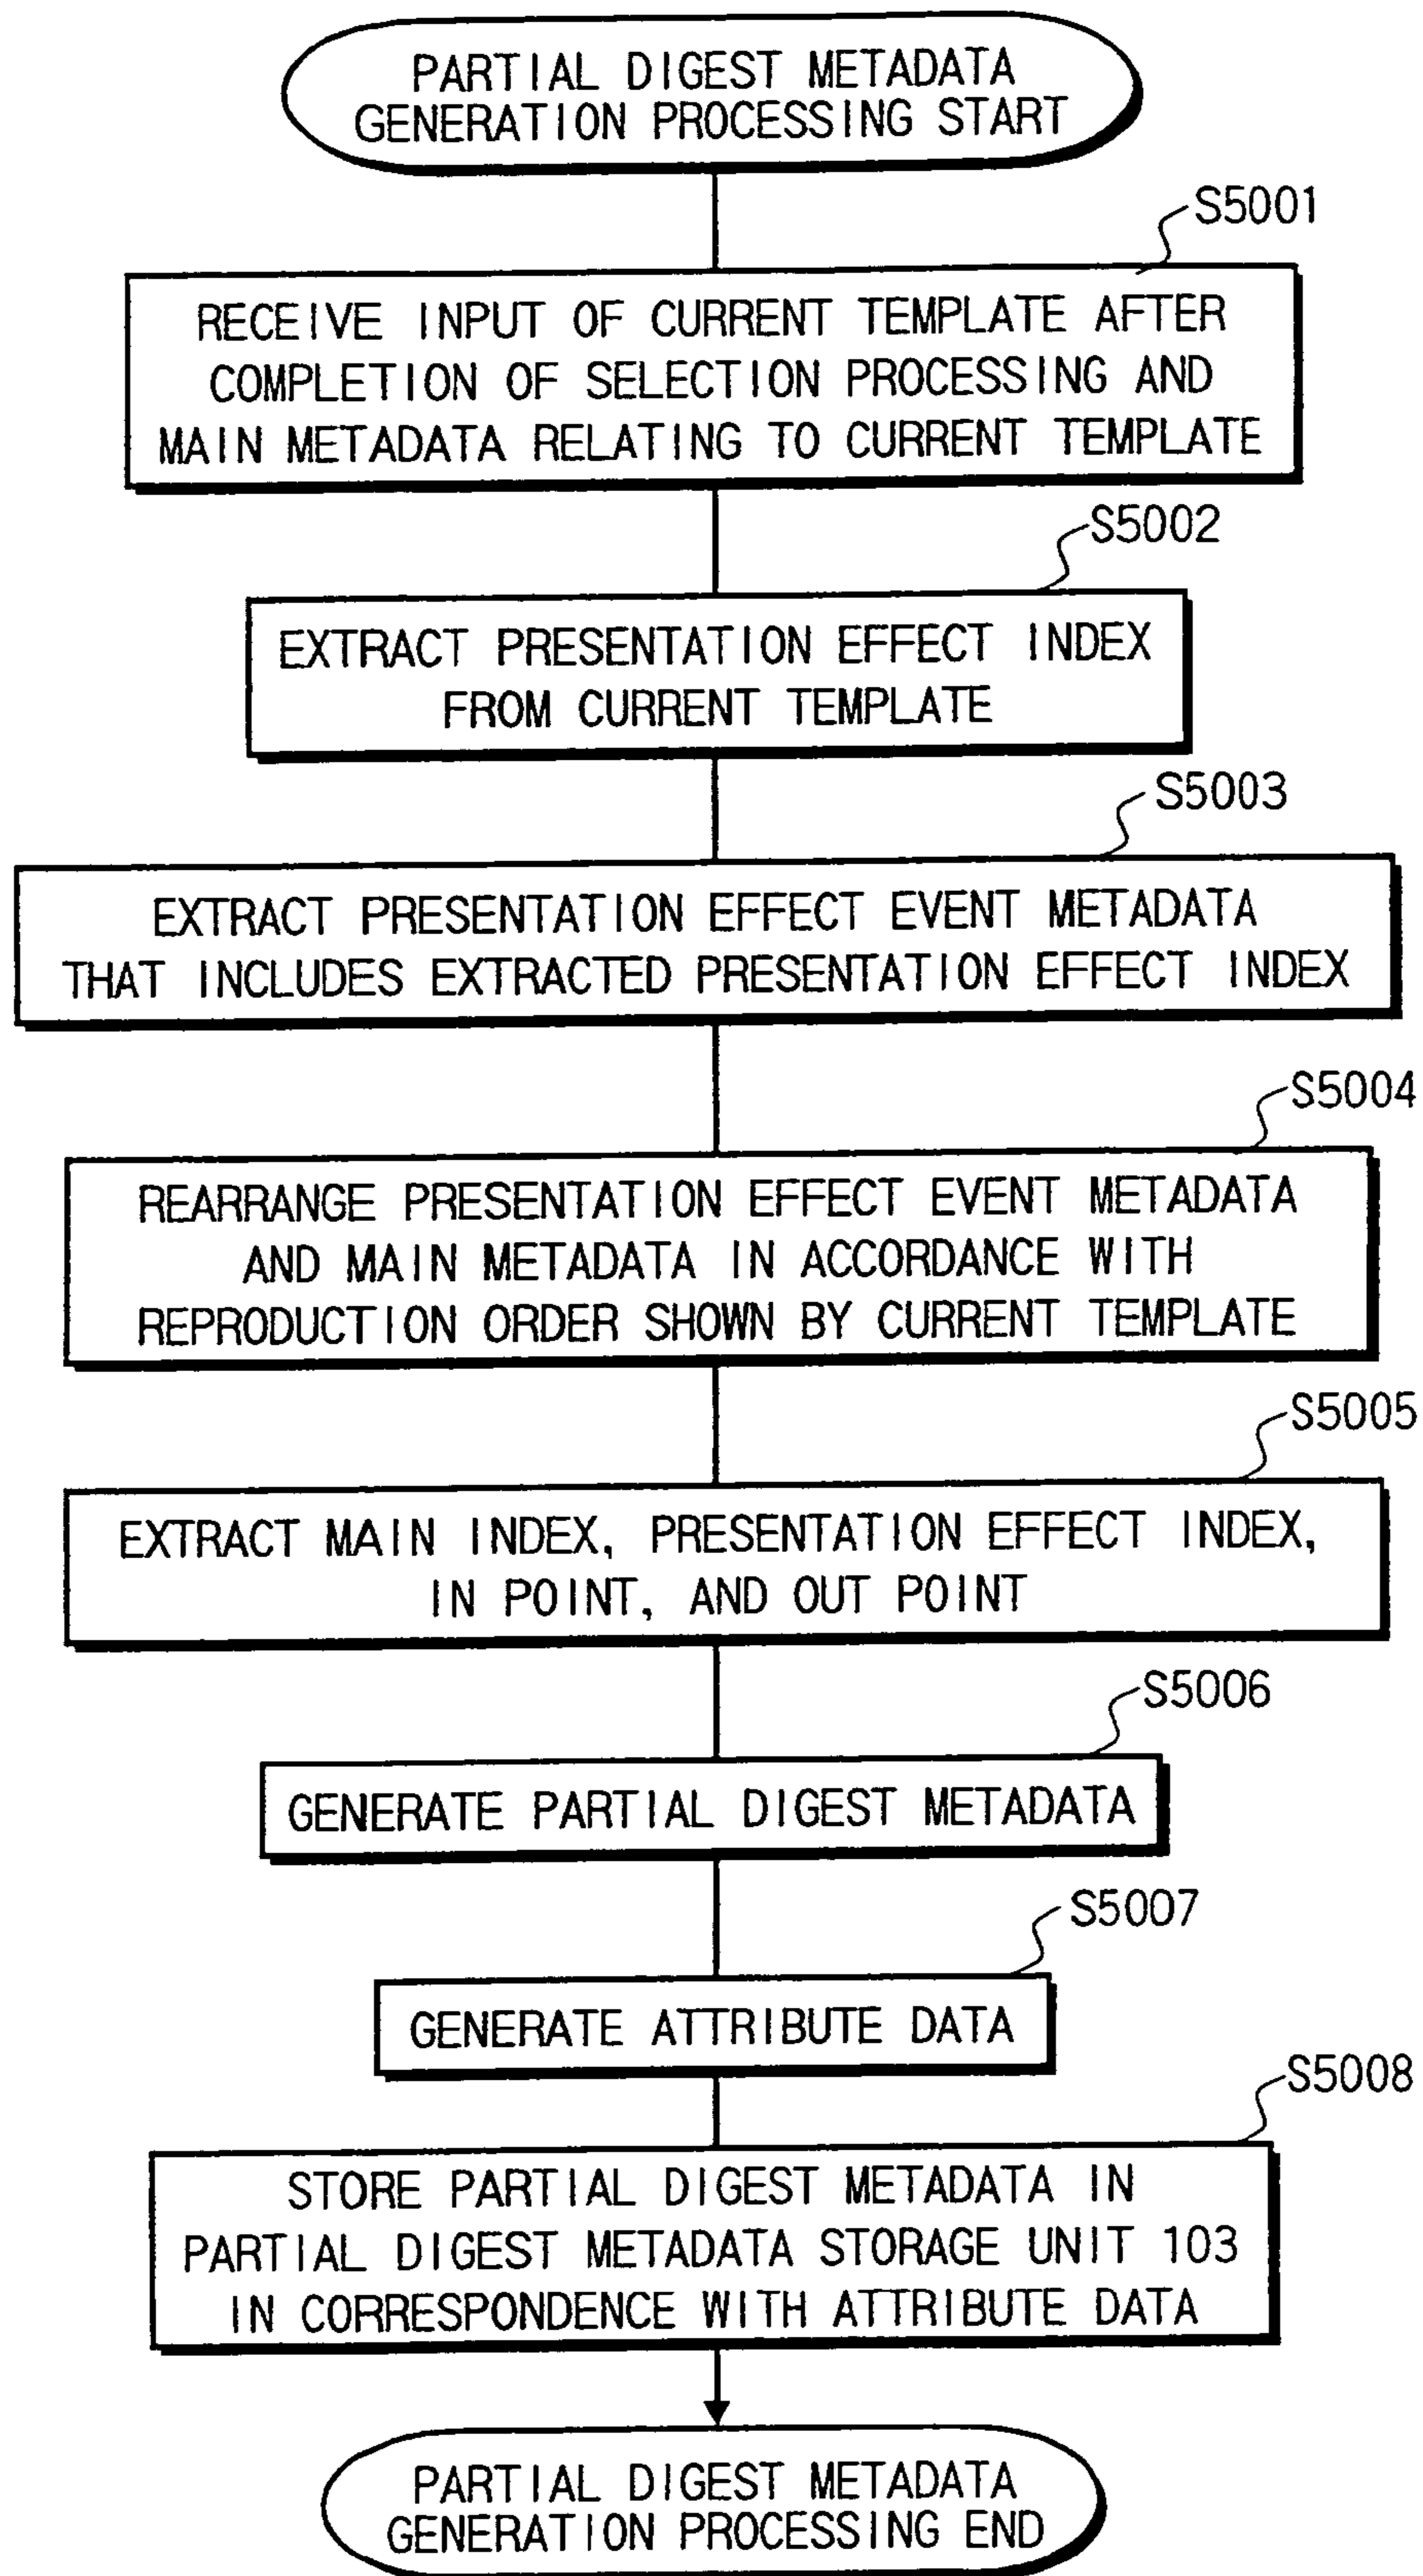 PARTIAL DIGEST METADATA
GENERATION PROCESSING START
S5001
RECEIVE INPUT OF CURRENT TEMPLATE AFTER
COMPLETION OF SELECTION PROCESSING AND
MAIN METADATA RELATING TO CURRENT TEMPLATE
S5002
EXTRACT PRESENTATION EFFECT INDEX
FROM CURRENT TEMPLATE
S5003
EXTRACT PRESENTATION EFFECT EVENT METADATA
THAT INCLUDES EXTRACTED PRESENTATION EFFECT INDEX
S5004
REARRANGE PRESENTATION EFFECT EVENT METADATA
AND MAIN METADATA IN ACCORDANCE WITH
REPRODUCTION ORDER SHOWN BY CURRENT TEMPLATE
S5005
EXTRACT MAIN INDEX, PRESENTATION EFFECT INDEX,
IN POINT, AND OUT POINT
S5006
GENERATE PARTIAL DIGEST METADATA
S5007
GENERATE ATTRIBUTE DATA
S5008
STORE PARTIAL DIGEST METADATA IN
PARTIAL DIGEST METADATA STORAGE UNIT 103
IN CORRESPONDENCE WITH ATTRIBUTE DATA
PARTIAL DIGEST METADATA
GENERATION PROCESSING END